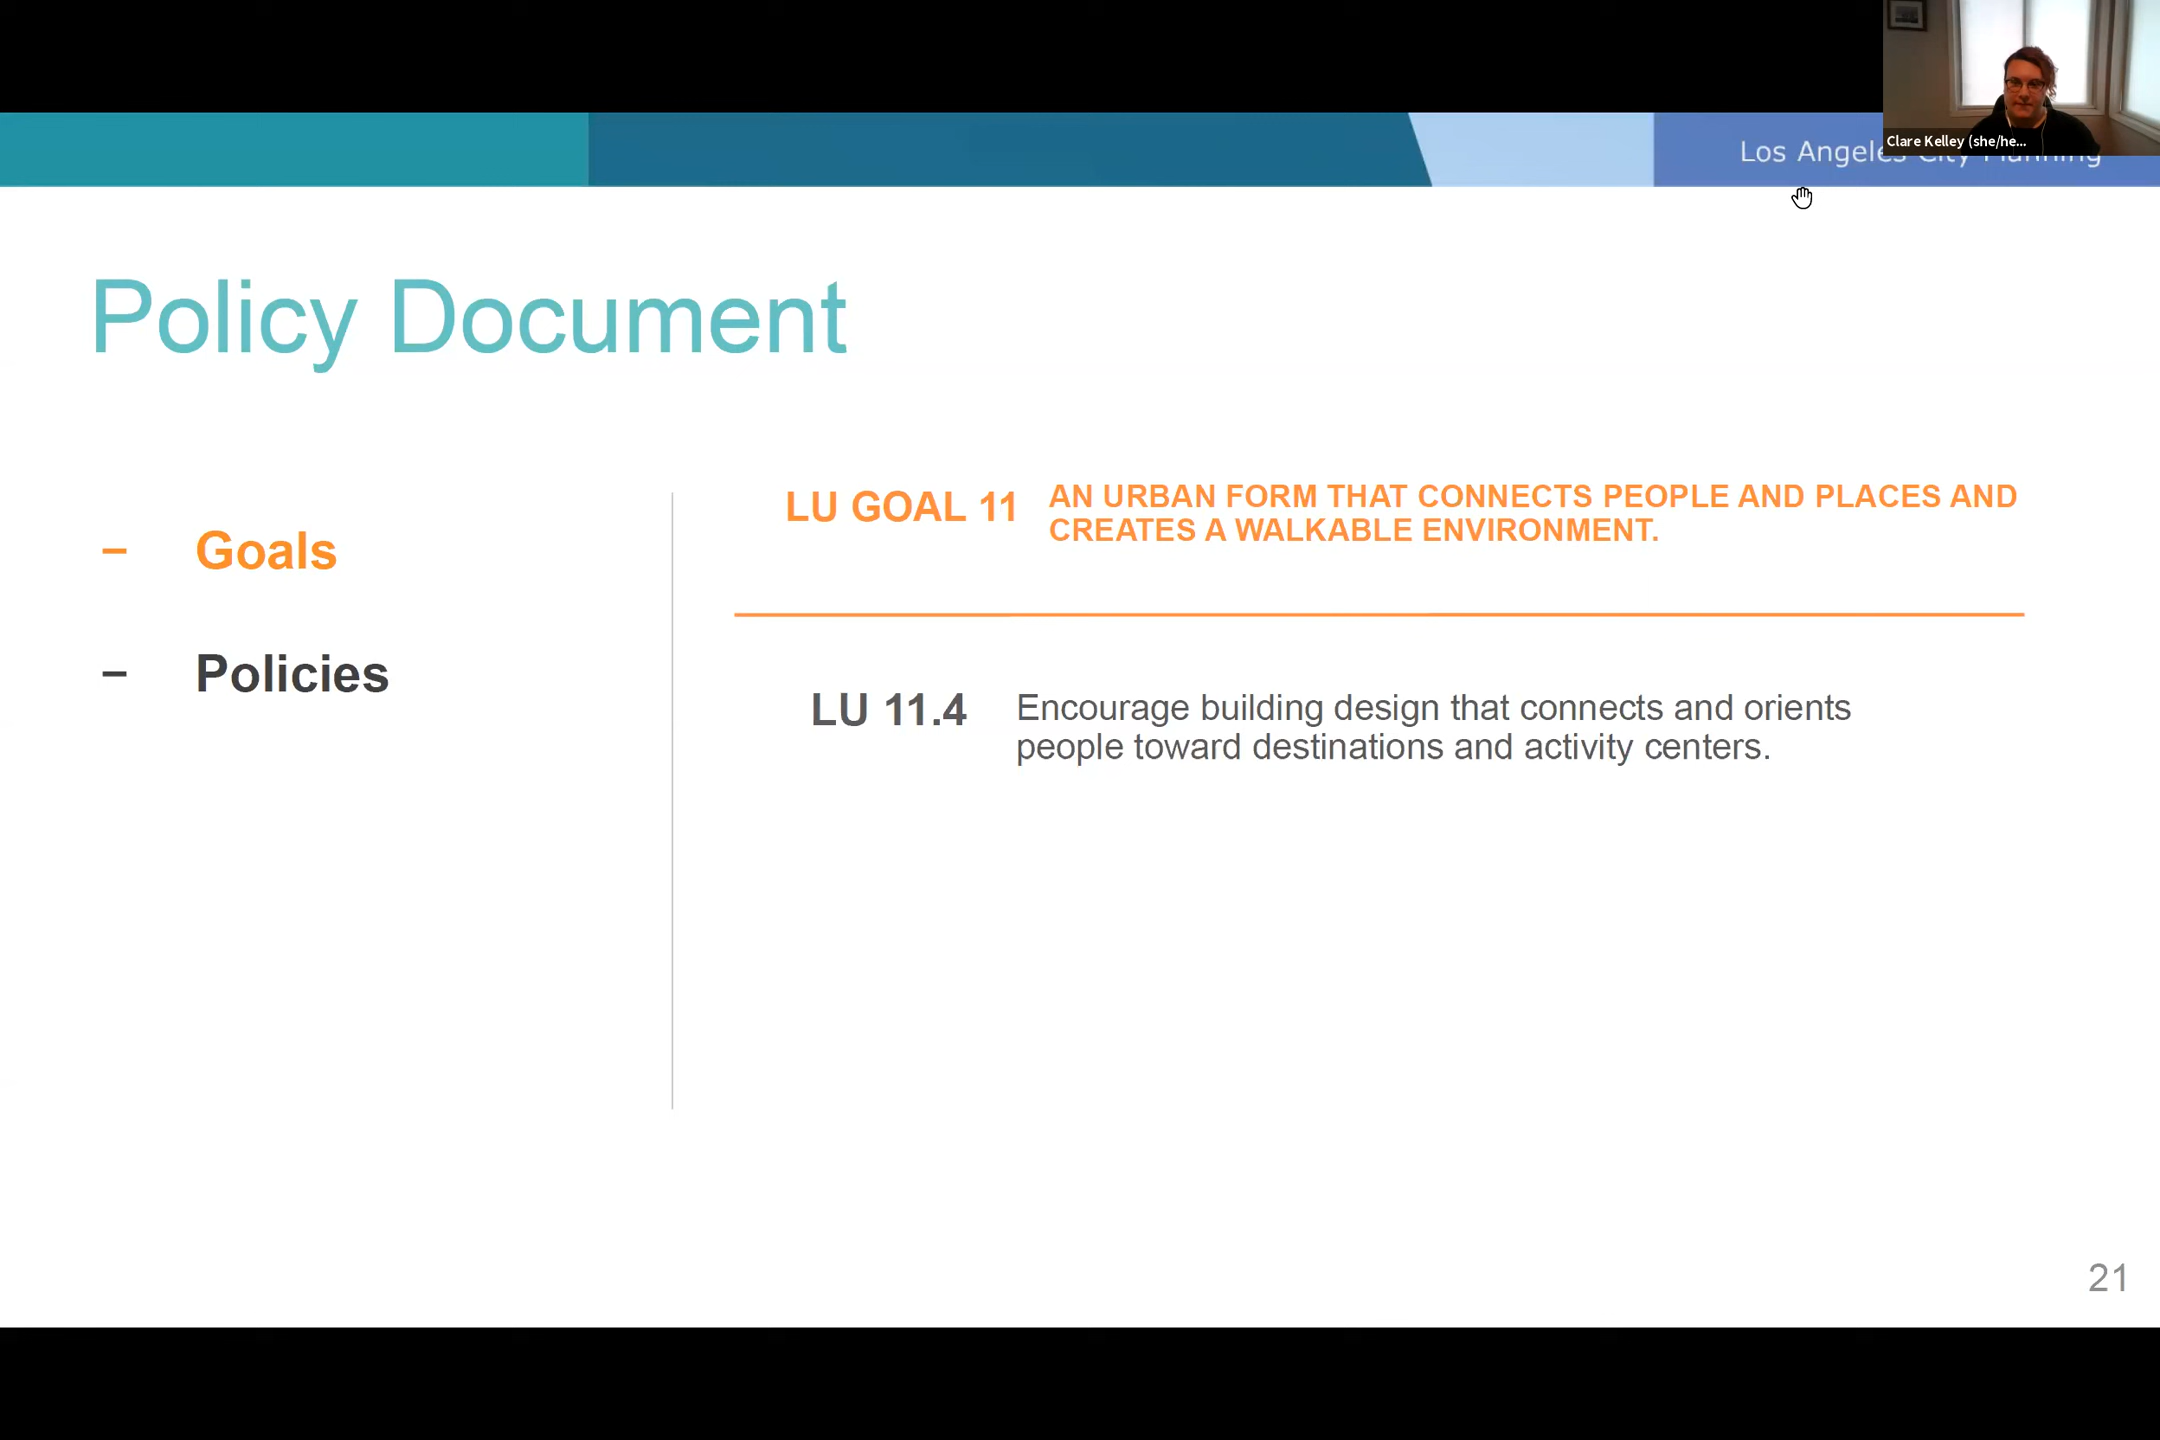 Clare Kelley (she/he...
Los Angeles City Planning
Policy Document
– Goals
– Policies
LU GOAL 11 AN URBAN FORM THAT CONNECTS PEOPLE AND PLACES AND
CREATES A WALKABLE ENVIRONMENT.
LU 11.4 Encourage building design that connects and orients
people toward destinations and activity centers.
21